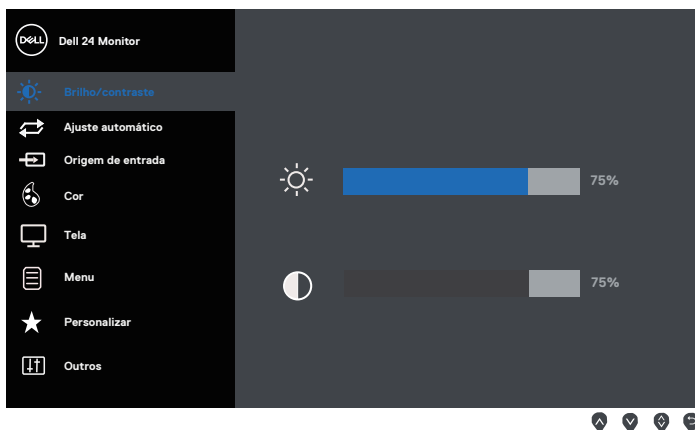 DELL Dell 24 Monitor
Brilho/contraste
Ajuste automático
Origem de entrada
Cor
75%
Tela
Menu
75%
Personalizar
Outros